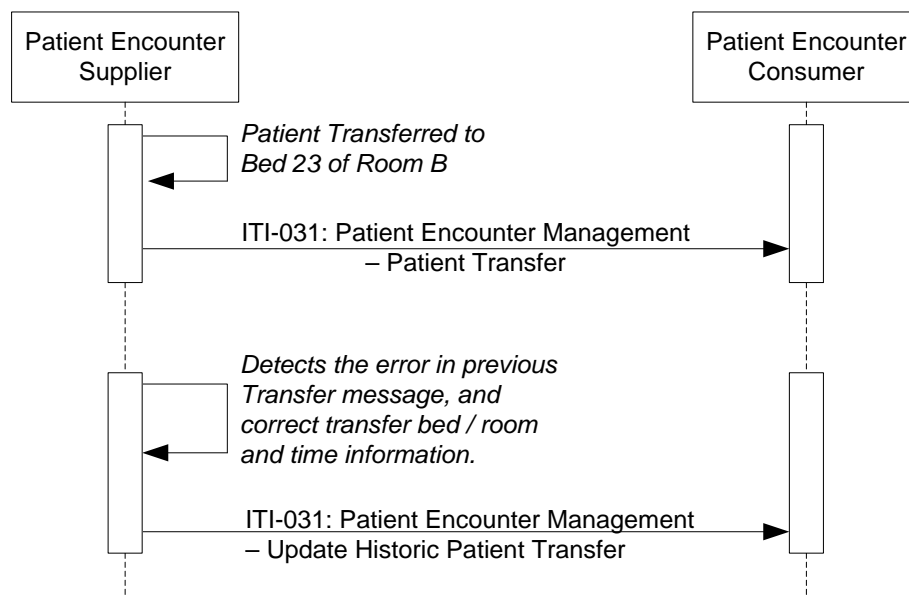 Patient Encounter
Supplier
Patient Encounter
Consumer
Patient Transferred to
Bed 23 of Room B
ITI-031: Patient Encounter Management
– Patient Transfer
Detects the error in previous
Transfer message, and
correct transfer bed / room
and time information.
ITI-031: Patient Encounter Management
– Update Historic Patient Transfer